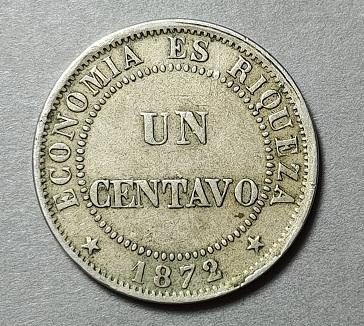 ECONOMIA ES RIQUEZA
UN
CENTAVO
1872